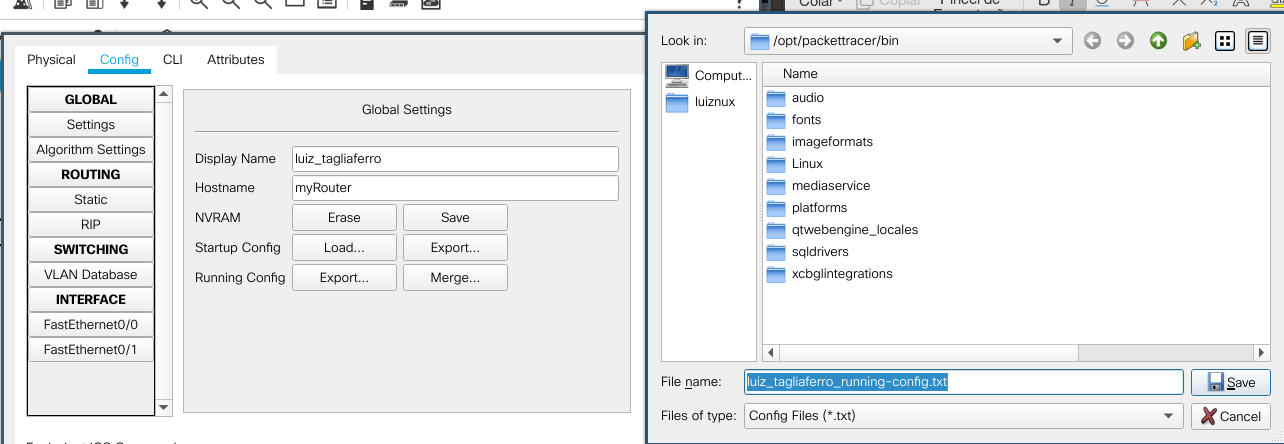 Colar
Copiar
Pincel de
Physical Config CLI Attributes
GLOBAL
Settings
Algorithm Settings
ROUTING
Static
RIP
SWITCHING
VLAN Database
INTERFACE
FastEthernet0/0
FastEthernet0/1
Global Settings
Display Name luiz_tagliaferro
Hostname myRouter
NVRAM Erase Save
Startup Config Load... Export...
Running Config Export... Merge...
Look in: /opt/packettracer/bin
Comput...
luiznux
Name
audio
fonts
imageformats
Linux
mediaservice
platforms
qtwebengine_locales
sqldrivers
xcbglintegrations
File name: luiz_tagliaferro_running-config.txt Save
Files of type: Config Files (*.txt) Cancel